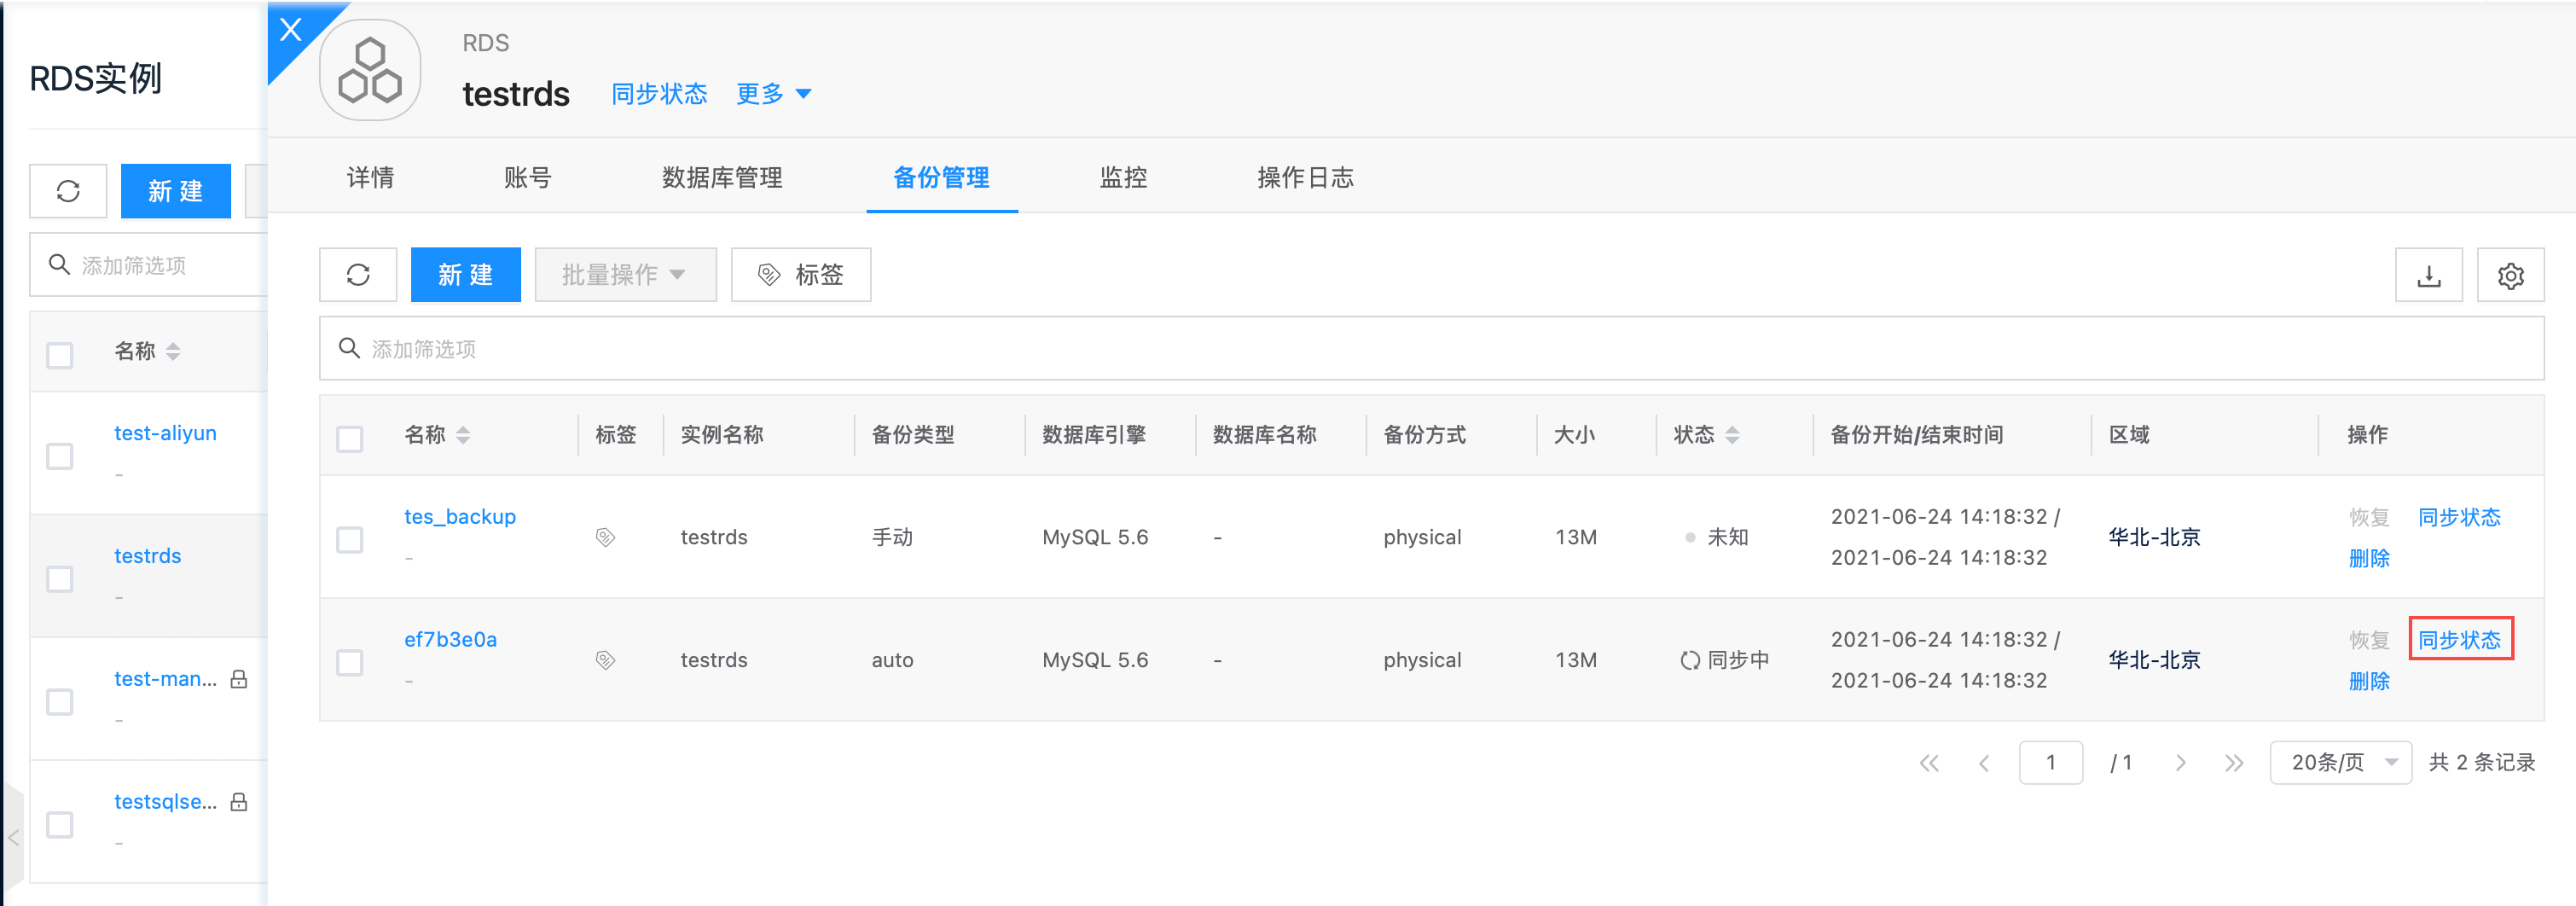 RDS实例
新 建
添加筛选项
名称
test-aliyun
-
testrds
-
test-man...
-
testsqlse...
-
RDS
testrds 同步状态 更多
详情 账号 数据库管理 备份管理 监控 操作日志
新 建 批量操作 标签
添加筛选项
名称 标签 实例名称 备份类型 数据库引擎 数据库名称 备份方式 大小 状态 备份开始/结束时间 区域 操作
tes_backup testrds 手动 MySQL 5.6 - physical 13M 未知 2021-06-24 14:18:32 / 华北-北京 恢复 同步状态
- 2021-06-24 14:18:32 删除
ef7b3e0a testrds auto MySQL 5.6 - physical 13M 同步中 2021-06-24 14:18:32 / 华北-北京 恢复 同步状态
- 2021-06-24 14:18:32 删除
1 / 1 20条/页 共 2 条记录